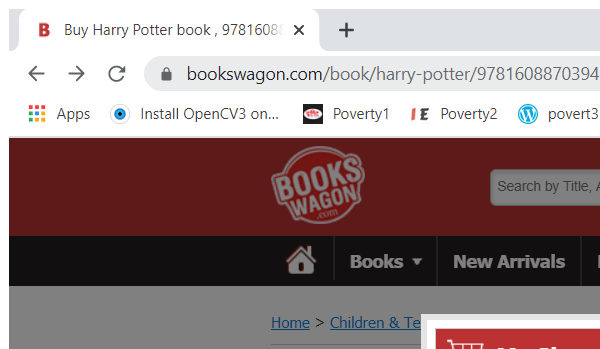 Buy Harry Potter book , 97816088
bookswagon.com/book/harry-potter/9781608870394
Apps Install OpenCV3 on... Poverty1 Poverty2 povert3
BOOKS
WAGON
.com
Search by Title, A
Books New Arrivals
Home > Children & Te